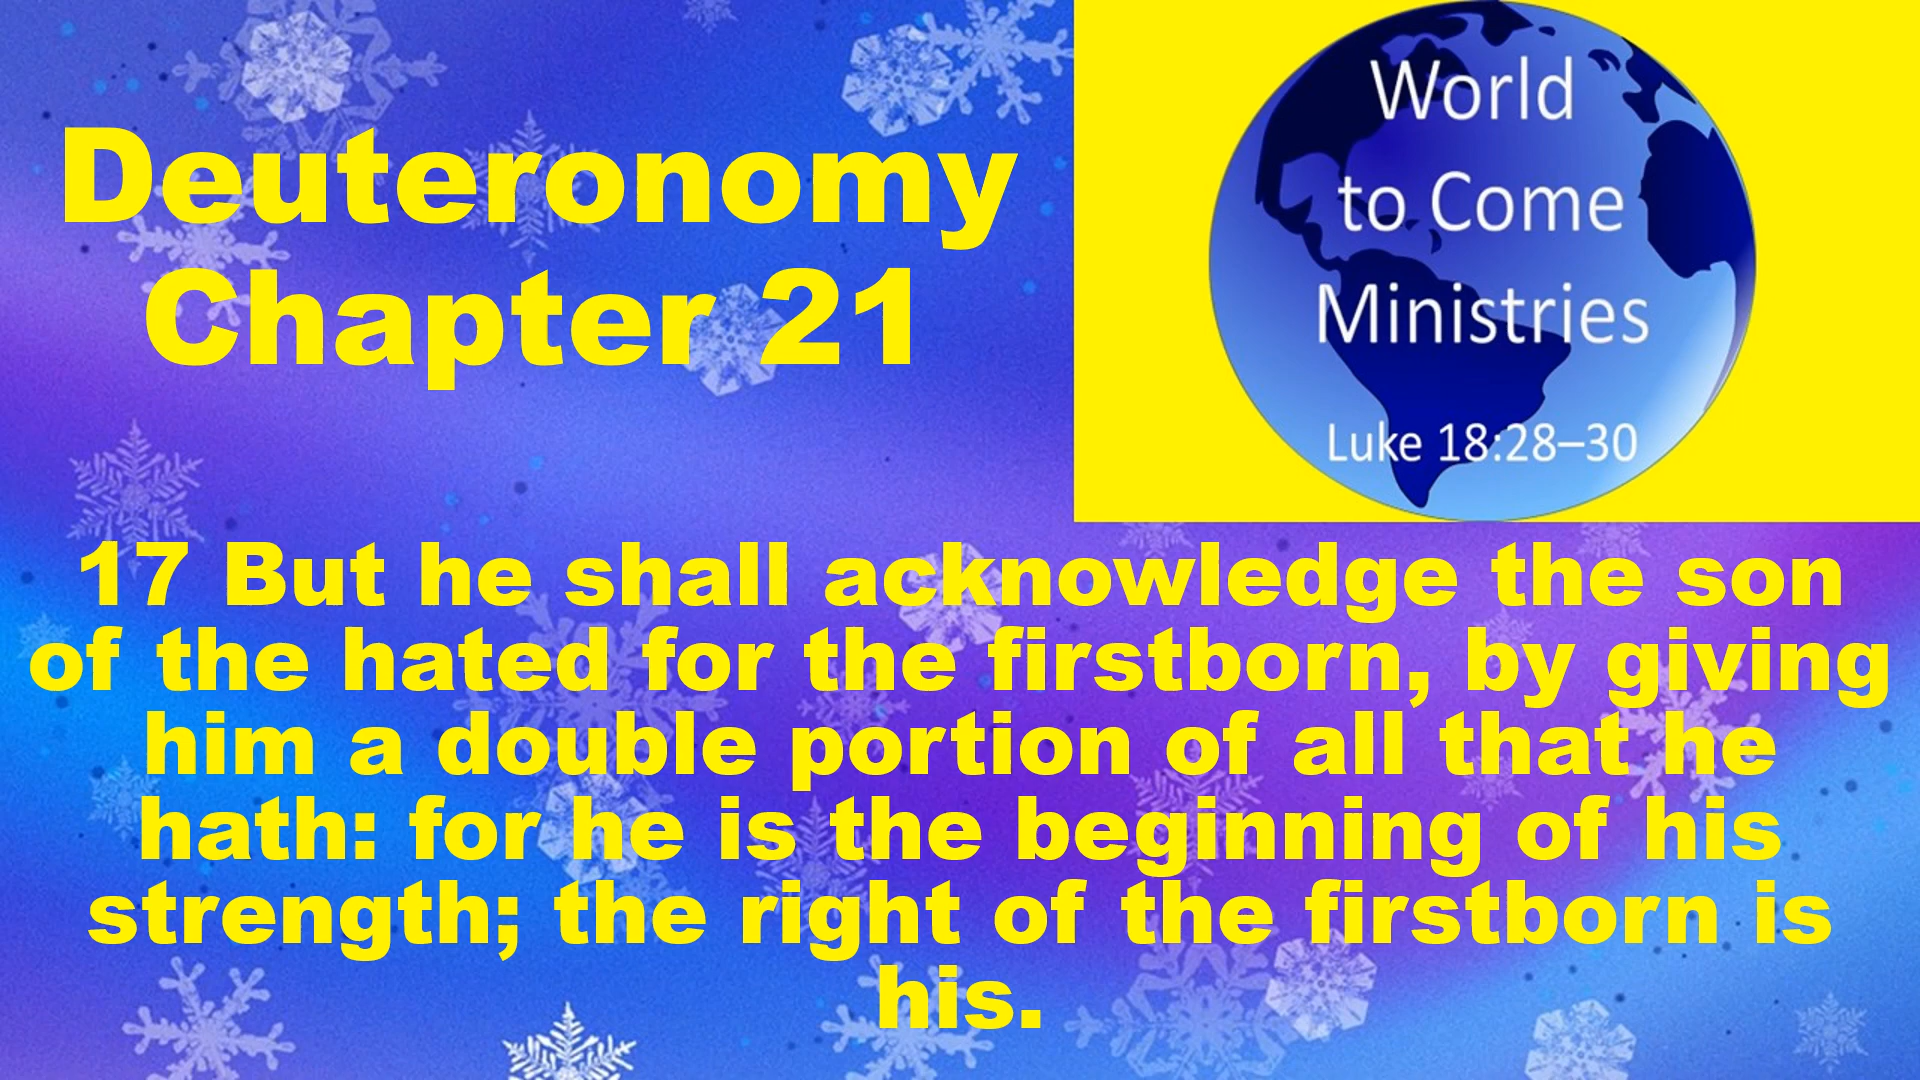 Deuteronomy
Chapter 21
World
to Come
Ministries
Luke 18:28–30
17 But he shall acknowledge the son
of the hated for the firstborn, by giving
him a double portion of all that he
hath: for he is the beginning of his
strength; the right of the firstborn is
his.